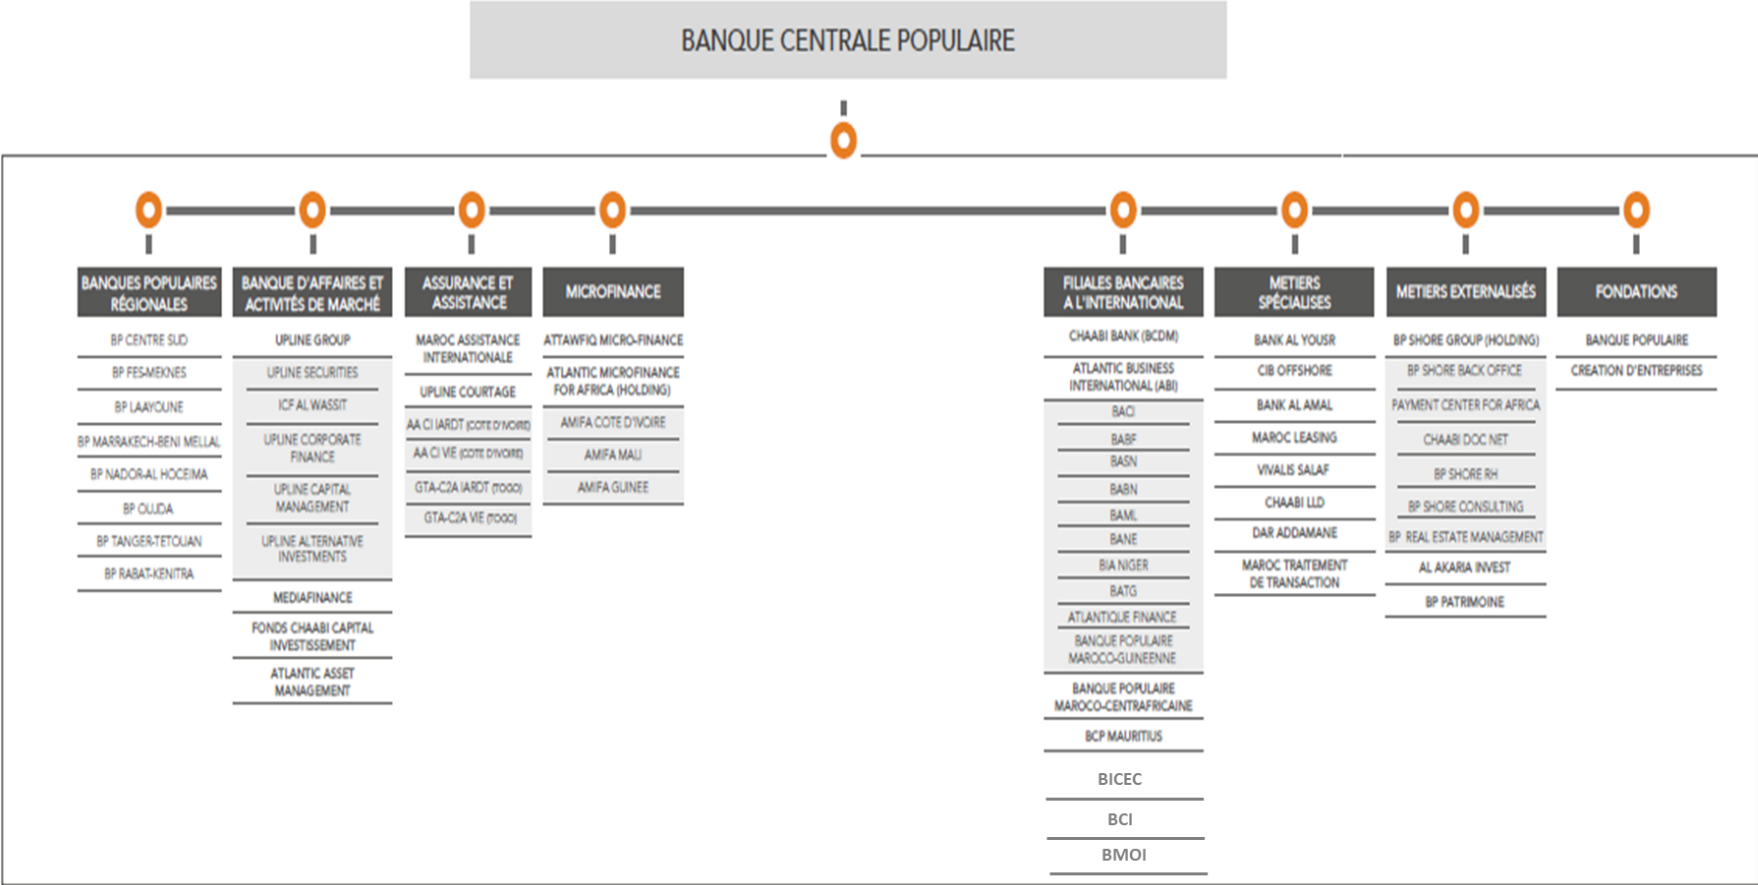 BANQUE CENTRALE POPULAIRE
BANQUES POPULAIRES
RÉGIONALES
BP CENTRE SUD
BP FES-MEKNES
BP LAAYOUNE
BP MARRAKECH-BENI MELLAL
BP NADOR-AL HOCEIMA
BP OUJDA
BP TANGER-TETOUAN
BP RABAT-KENITRA
BANQUE D'AFFAIRES ET
ACTIVITÉS DE MARCHÉ
UPLINE GROUP
UPLINE SECURITIES
ICF AL WASSIT
UPLINE CORPORATE
FINANCE
UPLINE CAPITAL
MANAGEMENT
UPLINE ALTERNATIVE
INVESTMENTS
MEDIAFINANCE
FONDS CHAABI CAPITAL
INVESTISSEMENT
ATLANTIC ASSET
MANAGEMENT
ASSURANCE ET
ASSISTANCE
MAROC ASSISTANCE
INTERNATIONALE
UPLINE COURTAGE
AA CI IARDT (COTE D'IVOIRE)
AA CI VIE (COTE D'IVOIRE)
GTA-C2A IARDT (TOGO)
GTA-C2A VIE (TOGO)
MICROFINANCE
ATTAWFIQ MICRO-FINANCE
ATLANTIC MICROFINANCE
FOR AFRICA (HOLDING)
AMIFA COTE D'IVOIRE
AMIFA MALI
AMIFA GUINEE
FILIALES BANCAIRES
A L'INTERNATIONAL
CHAABI BANK (BCDM)
ATLANTIC BUSINESS
INTERNATIONAL (ABI)
BACI
BABF
BASN
BABN
BAML
BANE
BIA NIGER
BATG
ATLANTIQUE FINANCE
BANQUE POPULAIRE
MAROCO-GUINEENNE
BANQUE POPULAIRE
MAROCO-CENTRAFRICAINE
BCP MAURITIUS
BICEC
BCI
BMOI
METIERS
SPÉCIALISES
BANK AL YOUSR
CIB OFFSHORE
BANK AL AMAL
MAROC LEASING
VIVALIS SALAF
CHAABI LLD
DAR ADDAMANE
MAROC TRAITEMENT
DE TRANSACTION
METIERS EXTERNALISÉS
BP SHORE GROUP (HOLDING)
BP SHORE BACK OFFICE
PAYMENT CENTER FOR AFRICA
CHAABI DOC NET
BP SHORE RH
BP SHORE CONSULTING
BP REAL ESTATE MANAGEMENT
AL AKARIA INVEST
BP PATRIMOINE
FONDATIONS
BANQUE POPULAIRE
CREATION D'ENTREPRISES